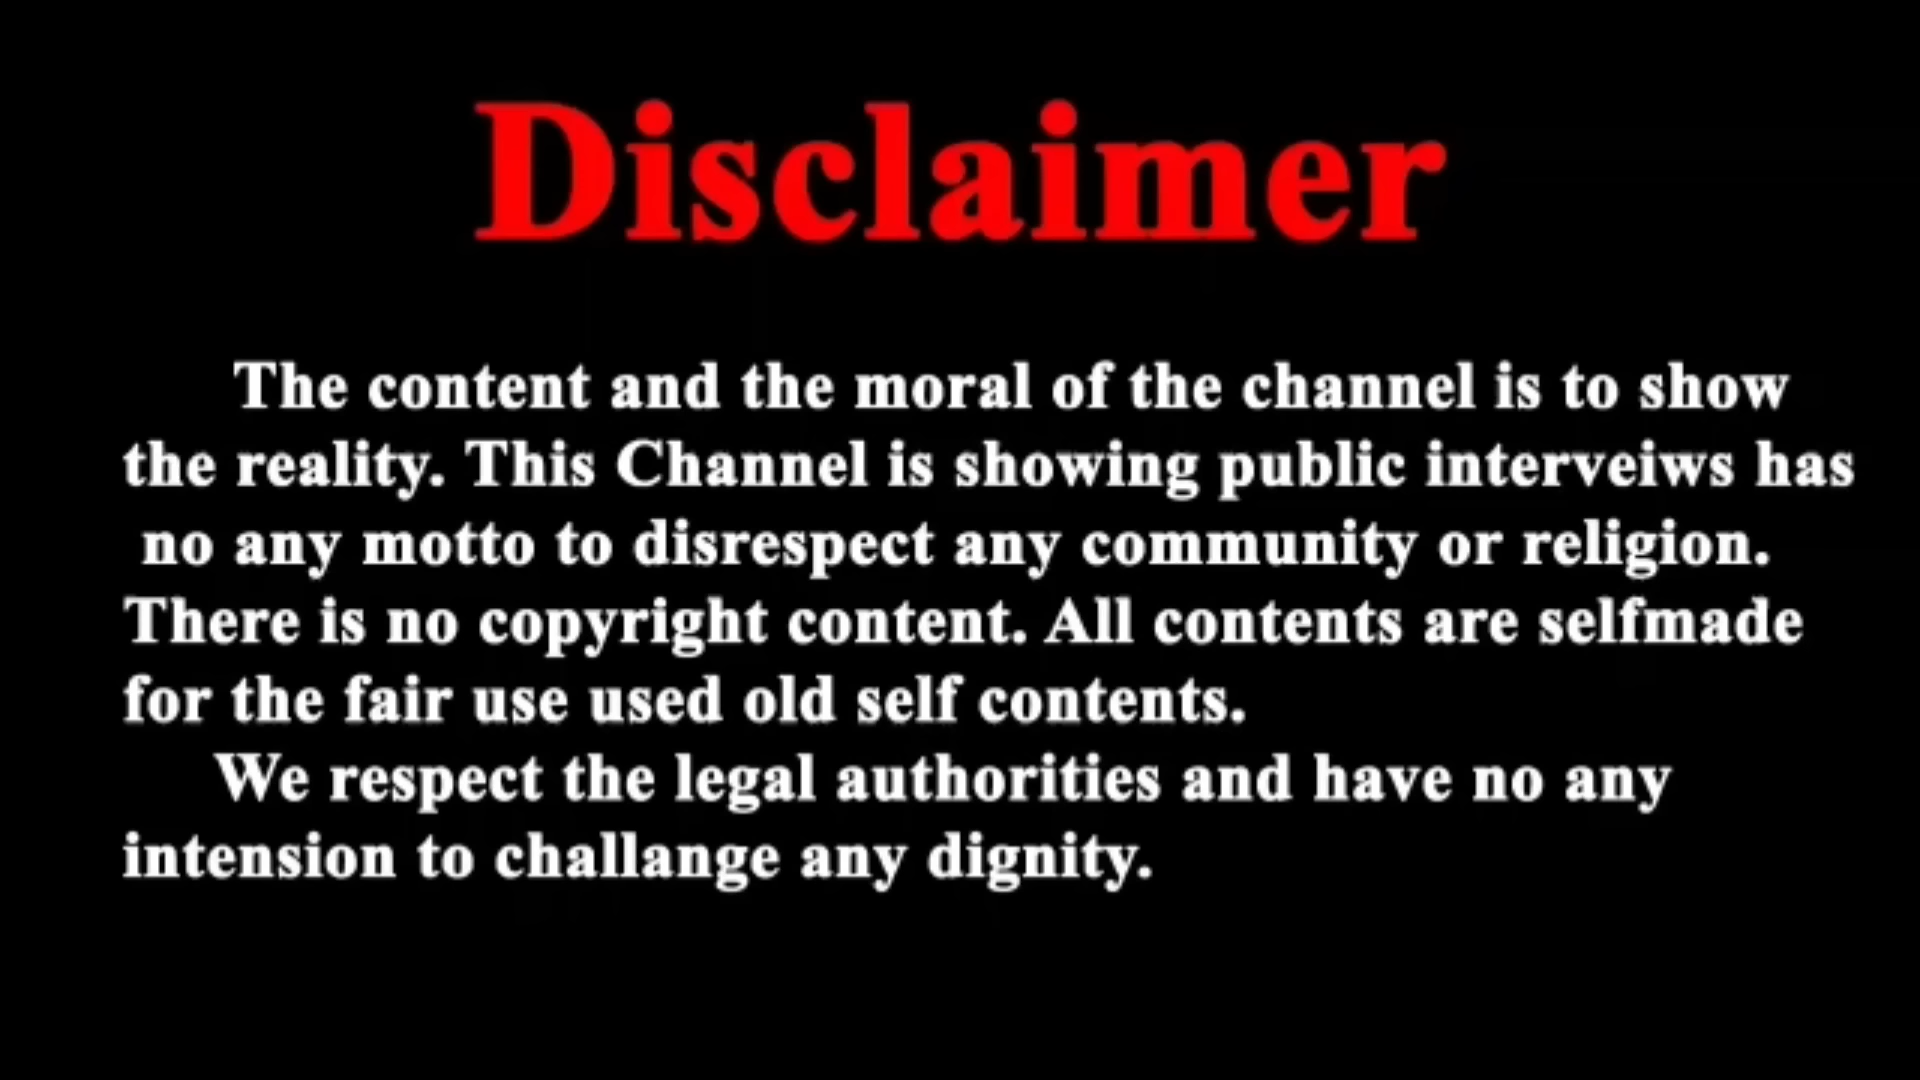 Disclaimer
The content and the moral of the channel is to show
the reality. This Channel is showing public interveiws has
no any motto to disrespect any community or religion.
There is no copyright content. All contents are selfmade
for the fair use used old self contents.
We respect the legal authorities and have no any
intension to challange any dignity.